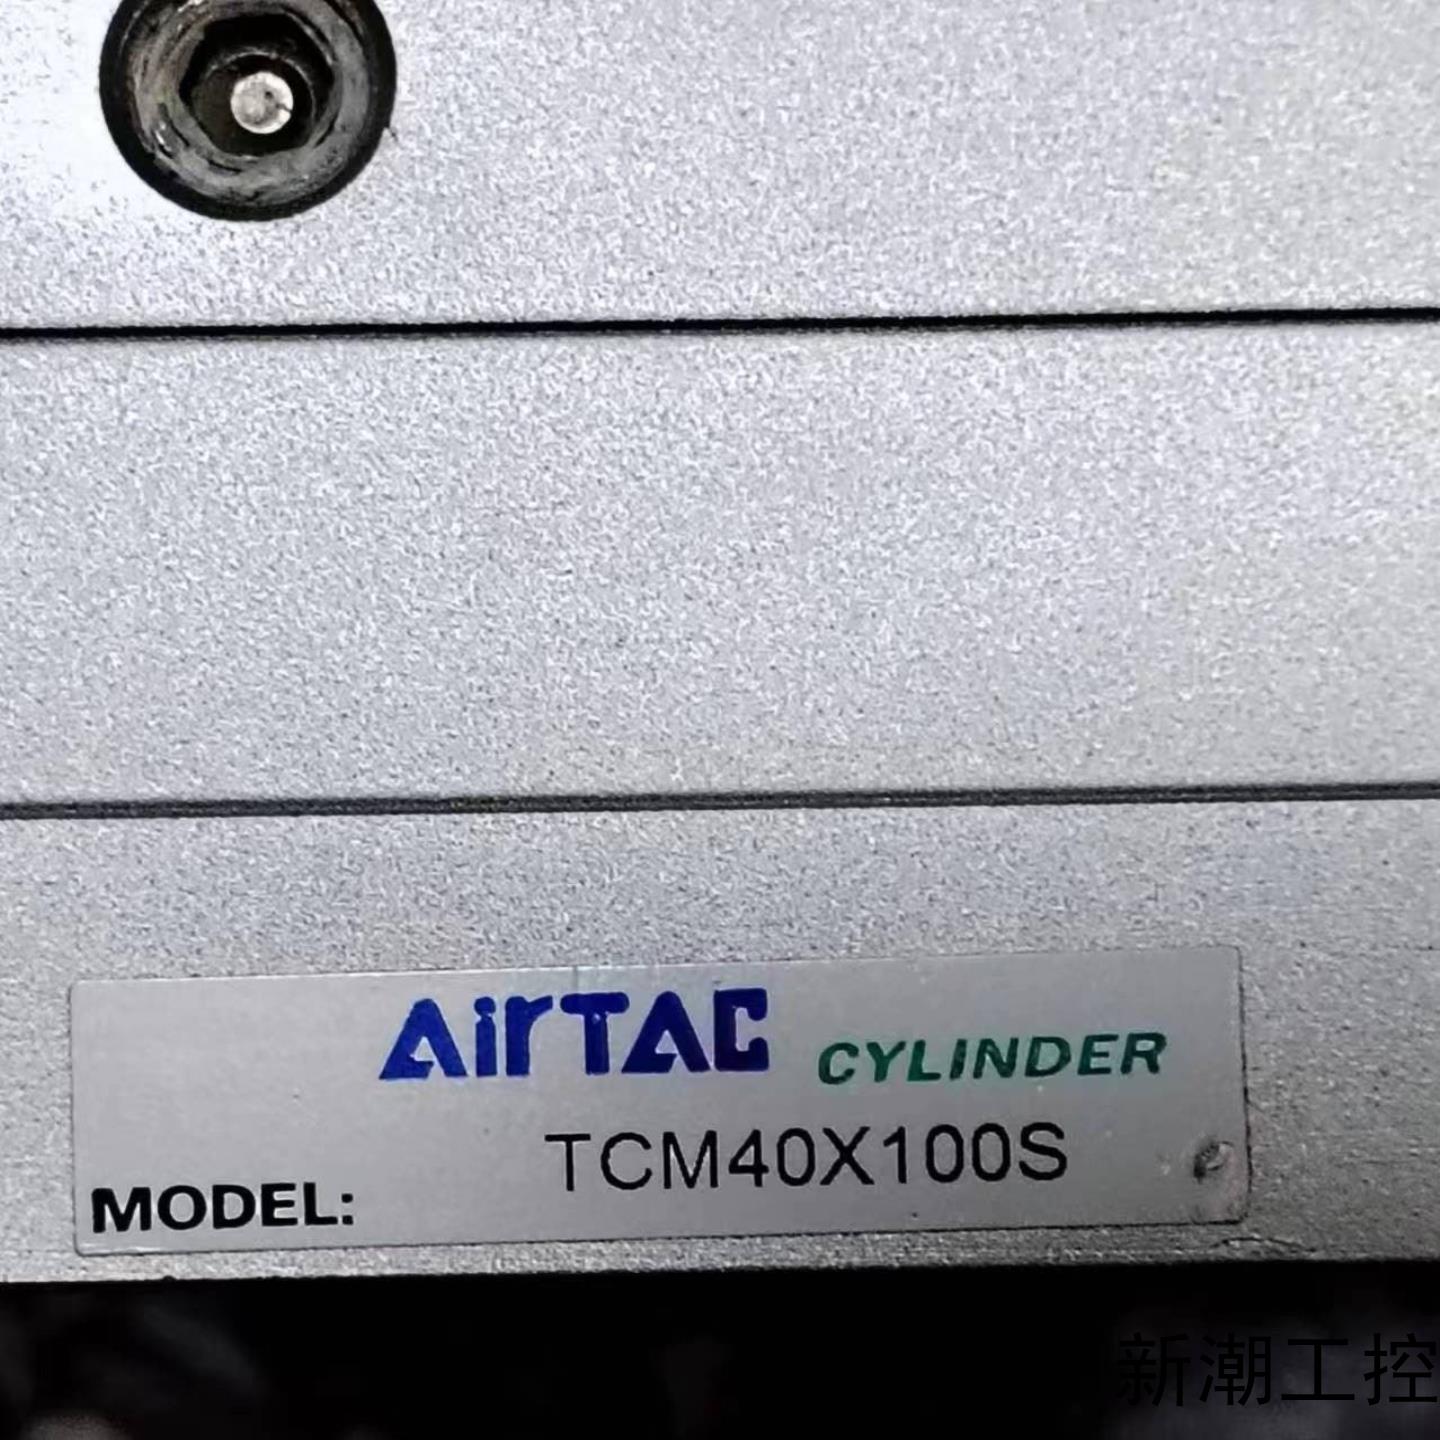 AirTAC CYLINDER
MODEL: TCM40X100S
新潮工控